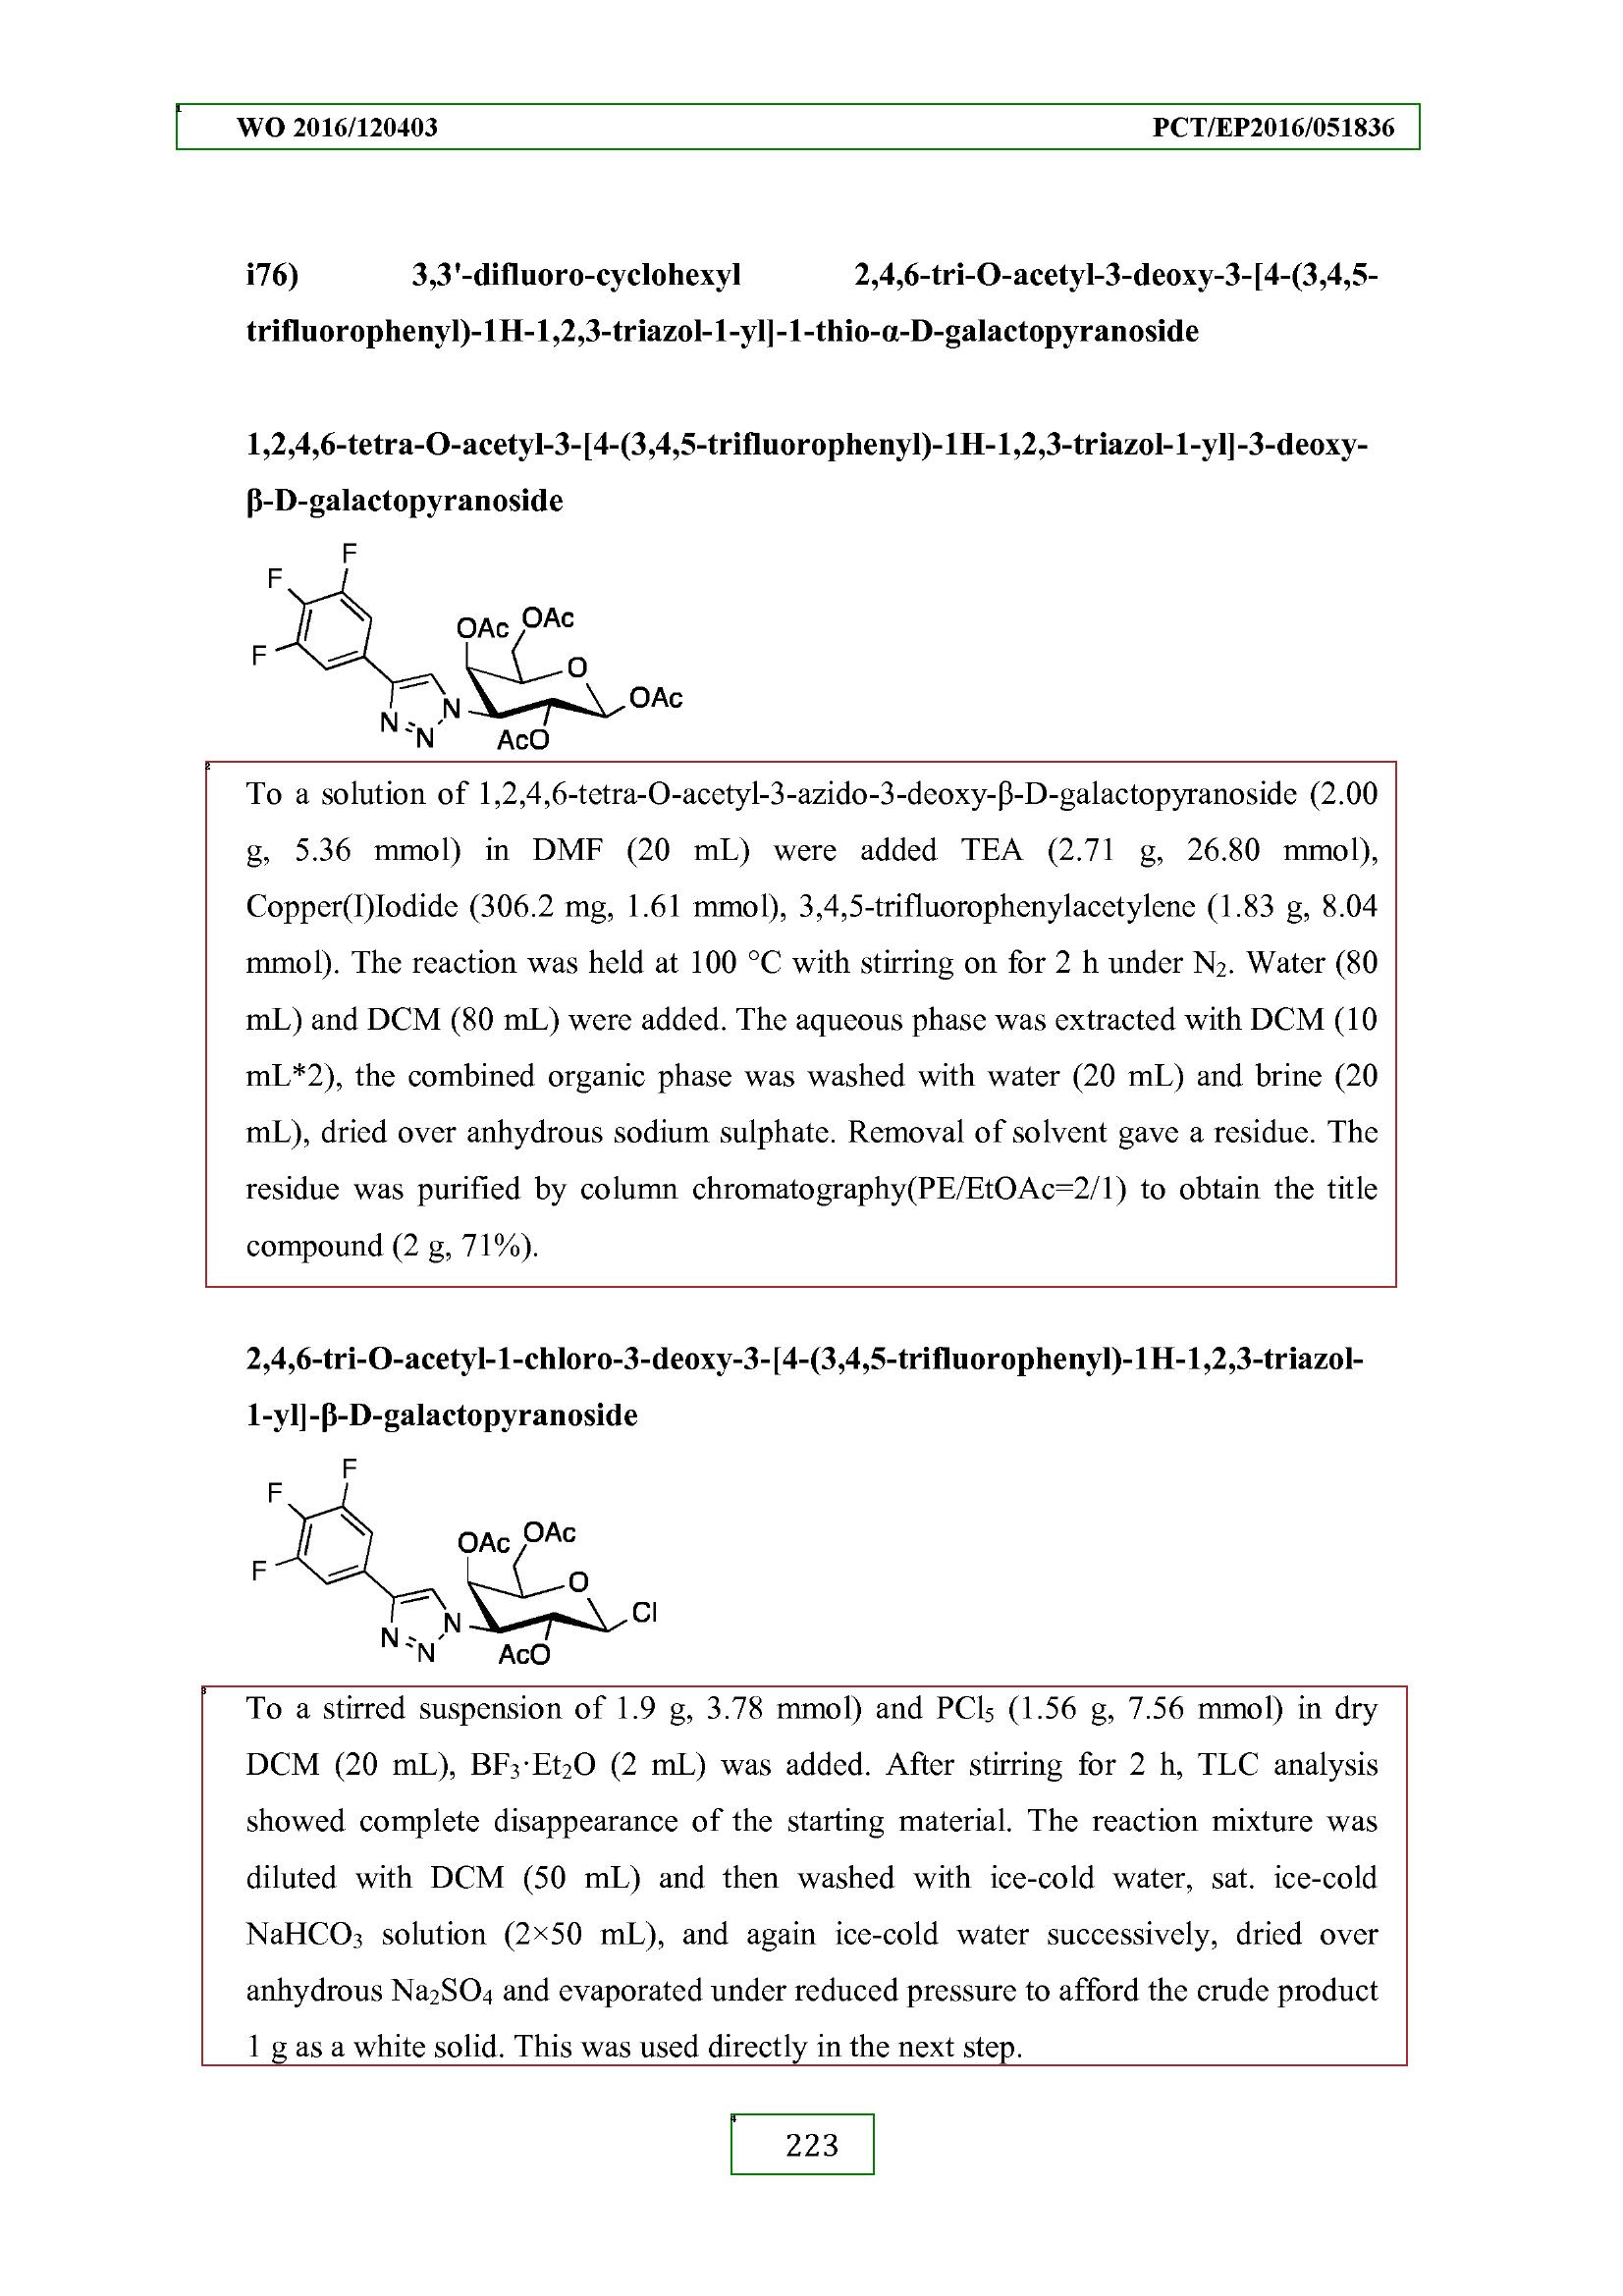 WO 2016/120403 PCT/EP2016/051836
i76) 3,3'-difluoro-cyclohexyl 2,4,6-tri-O-acetyl-3-deoxy-3-[4-(3,4,5-
trifluorophenyl)-1H-1,2,3-triazol-1-yl]-1-thio-α-D-galactopyranoside
1,2,4,6-tetra-O-acetyl-3-[4-(3,4,5-trifluorophenyl)-1H-1,2,3-triazol-1-yl]-3-deoxy-
β-D-galactopyranoside
F
F
OAc
OAc
F
O
OAc
N
N
N
AcO
To a solution of 1,2,4,6-tetra-O-acetyl-3-azido-3-deoxy-β-D-galactopyranoside (2.00
g, 5.36 mmol) in DMF (20 mL) were added TEA (2.71 g, 26.80 mmol),
Copper(I)Iodide (306.2 mg, 1.61 mmol), 3,4,5-trifluorophenylacetylene (1.83 g, 8.04
mmol). The reaction was held at 100 °C with stirring on for 2 h under N₂. Water (80
mL) and DCM (80 mL) were added. The aqueous phase was extracted with DCM (10
mL*2), the combined organic phase was washed with water (20 mL) and brine (20
mL), dried over anhydrous sodium sulphate. Removal of solvent gave a residue. The
residue was purified by column chromatography(PE/EtOAc=2/1) to obtain the title
compound (2 g, 71%).
2,4,6-tri-O-acetyl-1-chloro-3-deoxy-3-[4-(3,4,5-trifluorophenyl)-1H-1,2,3-triazol-
1-yl]-β-D-galactopyranoside
F
F
OAc
OAc
F
O
Cl
N
N
N
AcO
To a stirred suspension of 1.9 g, 3.78 mmol) and PCl₅ (1.56 g, 7.56 mmol) in dry
DCM (20 mL), BF₃·Et₂O (2 mL) was added. After stirring for 2 h, TLC analysis
showed complete disappearance of the starting material. The reaction mixture was
diluted with DCM (50 mL) and then washed with ice-cold water, sat. ice-cold
NaHCO₃ solution (2×50 mL), and again ice-cold water successively, dried over
anhydrous Na₂SO₄ and evaporated under reduced pressure to afford the crude product
1 g as a white solid. This was used directly in the next step.
223